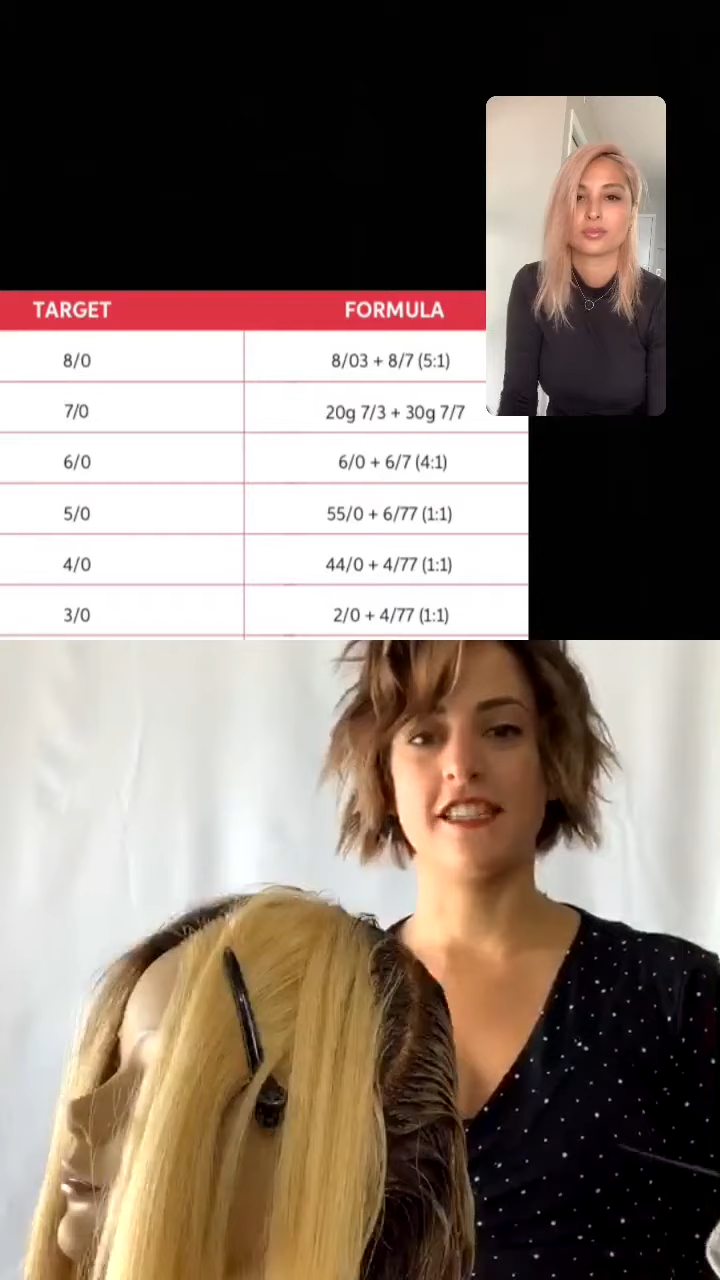 TARGET FORMULA
8/0 8/03 + 8/7 (5:1)
7/0 20g 7/3 + 30g 7/7
6/0 6/0 + 6/7 (4:1)
5/0 55/0 + 6/77 (1:1)
4/0 44/0 + 4/77 (1:1)
3/0 2/0 + 4/77 (1:1)